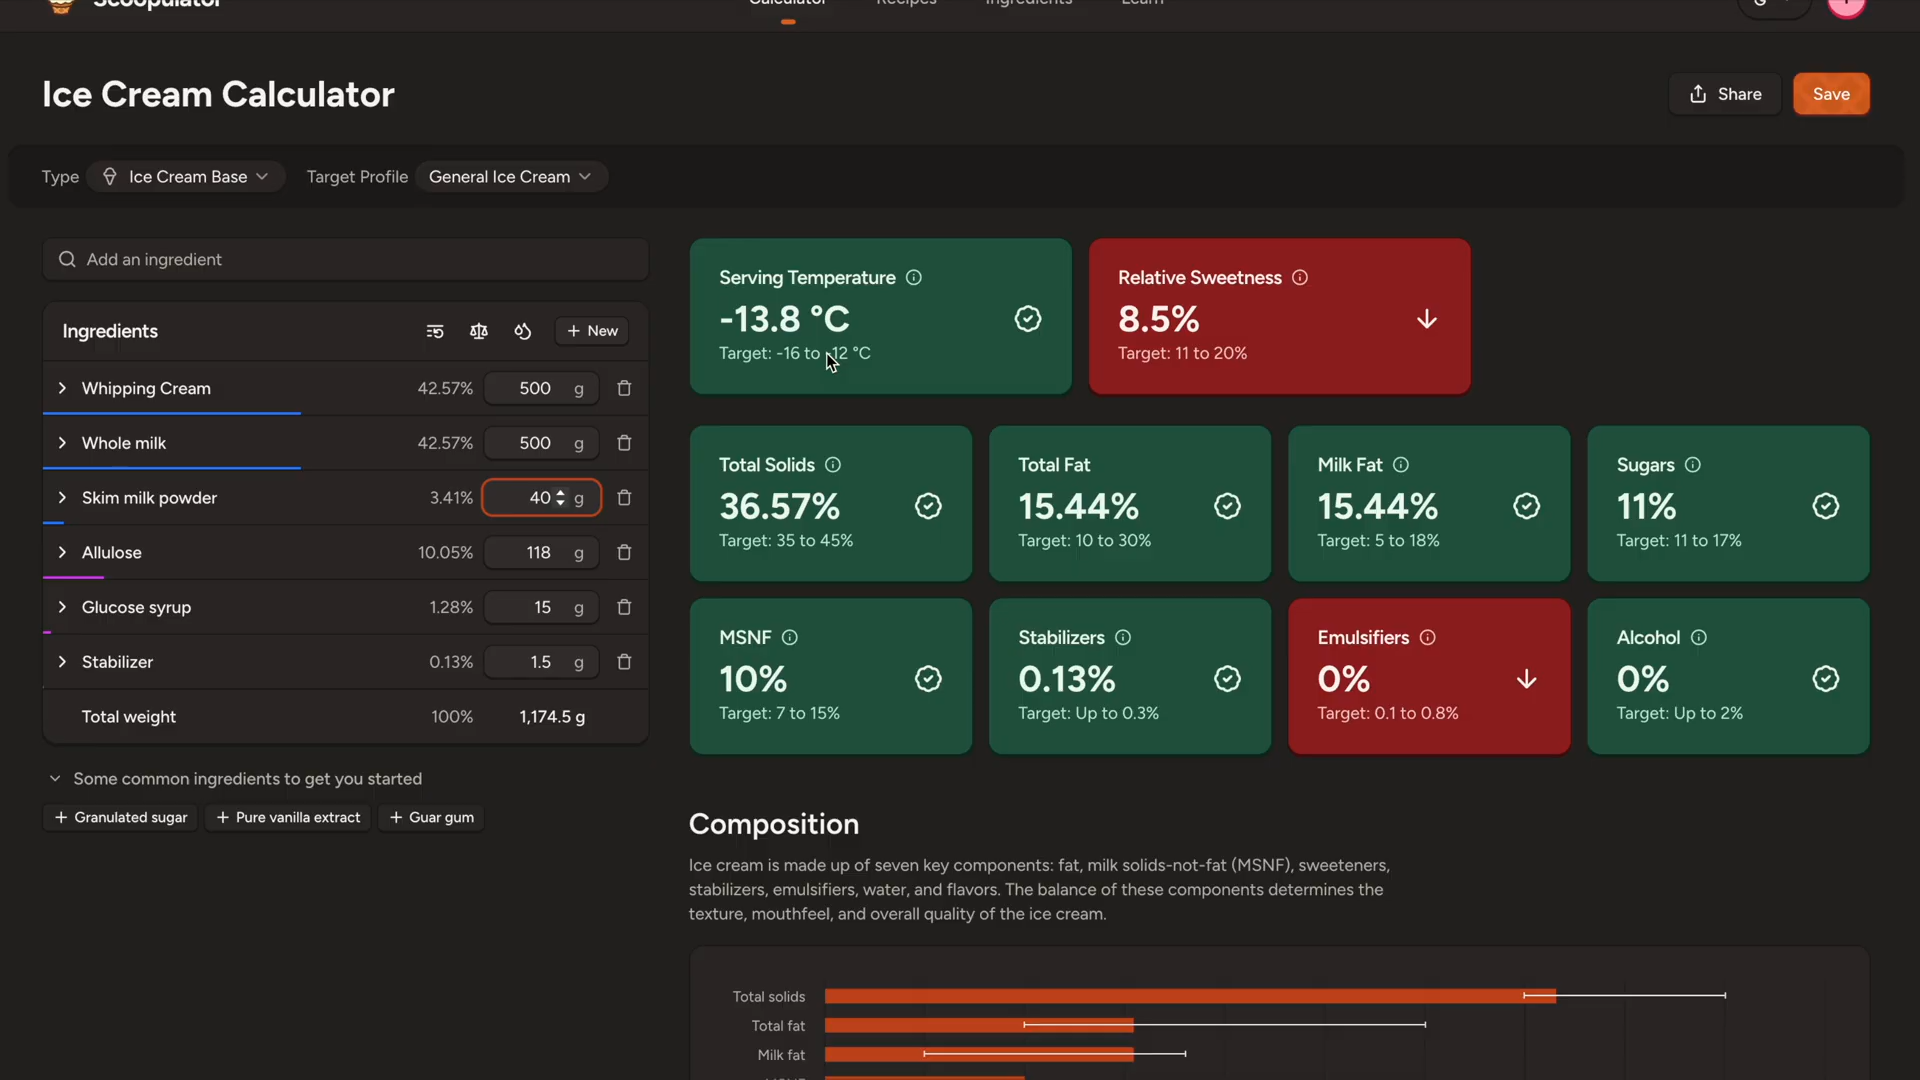 Scoopulator
Calculator
Recipes
Ingredients
Learn
Ice Cream Calculator
Share
Save
Type
Ice Cream Base
Target Profile
General Ice Cream
Add an ingredient
Ingredients
New
Whipping Cream 42.57% 500 g
Whole milk 42.57% 500 g
Skim milk powder 3.41% 40 g
Allulose 10.05% 118 g
Glucose syrup 1.28% 15 g
Stabilizer 0.13% 1.5 g
Total weight 100% 1,174.5 g
Some common ingredients to get you started
+ Granulated sugar
+ Pure vanilla extract
+ Guar gum
Serving Temperature
-13.8 °C
Target: -16 to -12 °C
Relative Sweetness
8.5%
Target: 11 to 20%
Total Solids
36.57%
Target: 35 to 45%
Total Fat
15.44%
Target: 10 to 30%
Milk Fat
15.44%
Target: 5 to 18%
Sugars
11%
Target: 11 to 17%
MSNF
10%
Target: 7 to 15%
Stabilizers
0.13%
Target: Up to 0.3%
Emulsifiers
0%
Target: 0.1 to 0.8%
Alcohol
0%
Target: Up to 2%
Composition
Ice cream is made up of seven key components: fat, milk solids-not-fat (MSNF), sweeteners,
stabilizers, emulsifiers, water, and flavors. The balance of these components determines the
texture, mouthfeel, and overall quality of the ice cream.
Total solids
Total fat
Milk fat